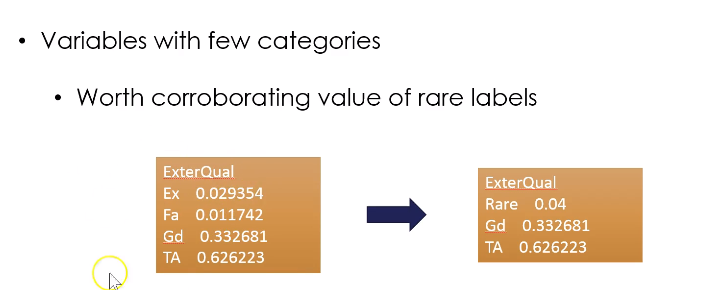 • Variables with few categories
• Worth corroborating value of rare labels
ExterQual
Ex 0.029354
Fa 0.011742
Gd 0.332681
TA 0.626223
ExterQual
Rare 0.04
Gd 0.332681
TA 0.626223